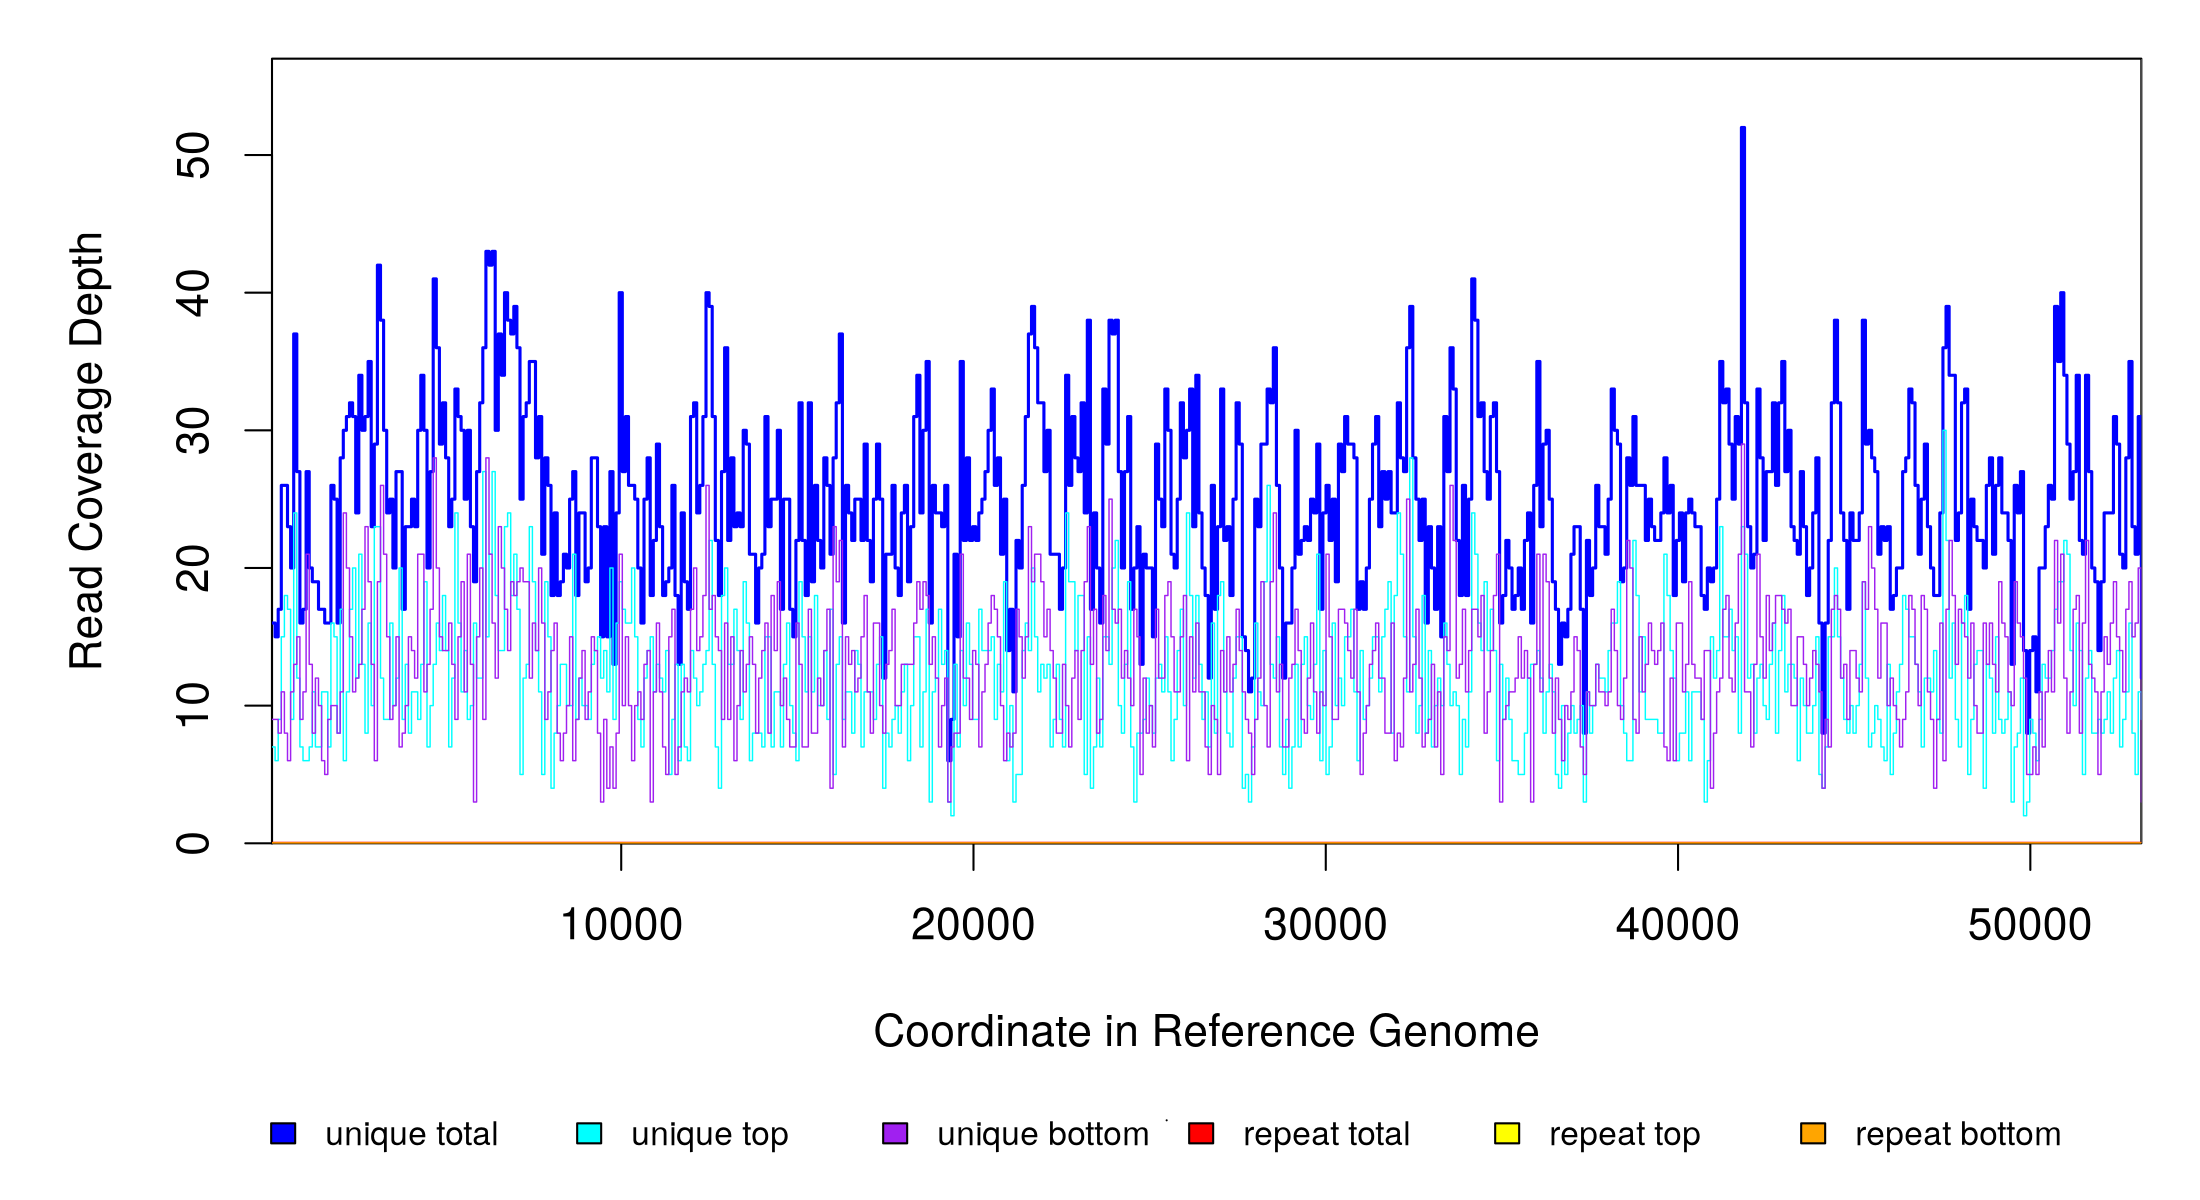 Read Coverage Depth
50
40
30
20
10
0
10000 20000 30000 40000 50000
Coordinate in Reference Genome
unique total unique top unique bottom repeat total repeat top repeat bottom